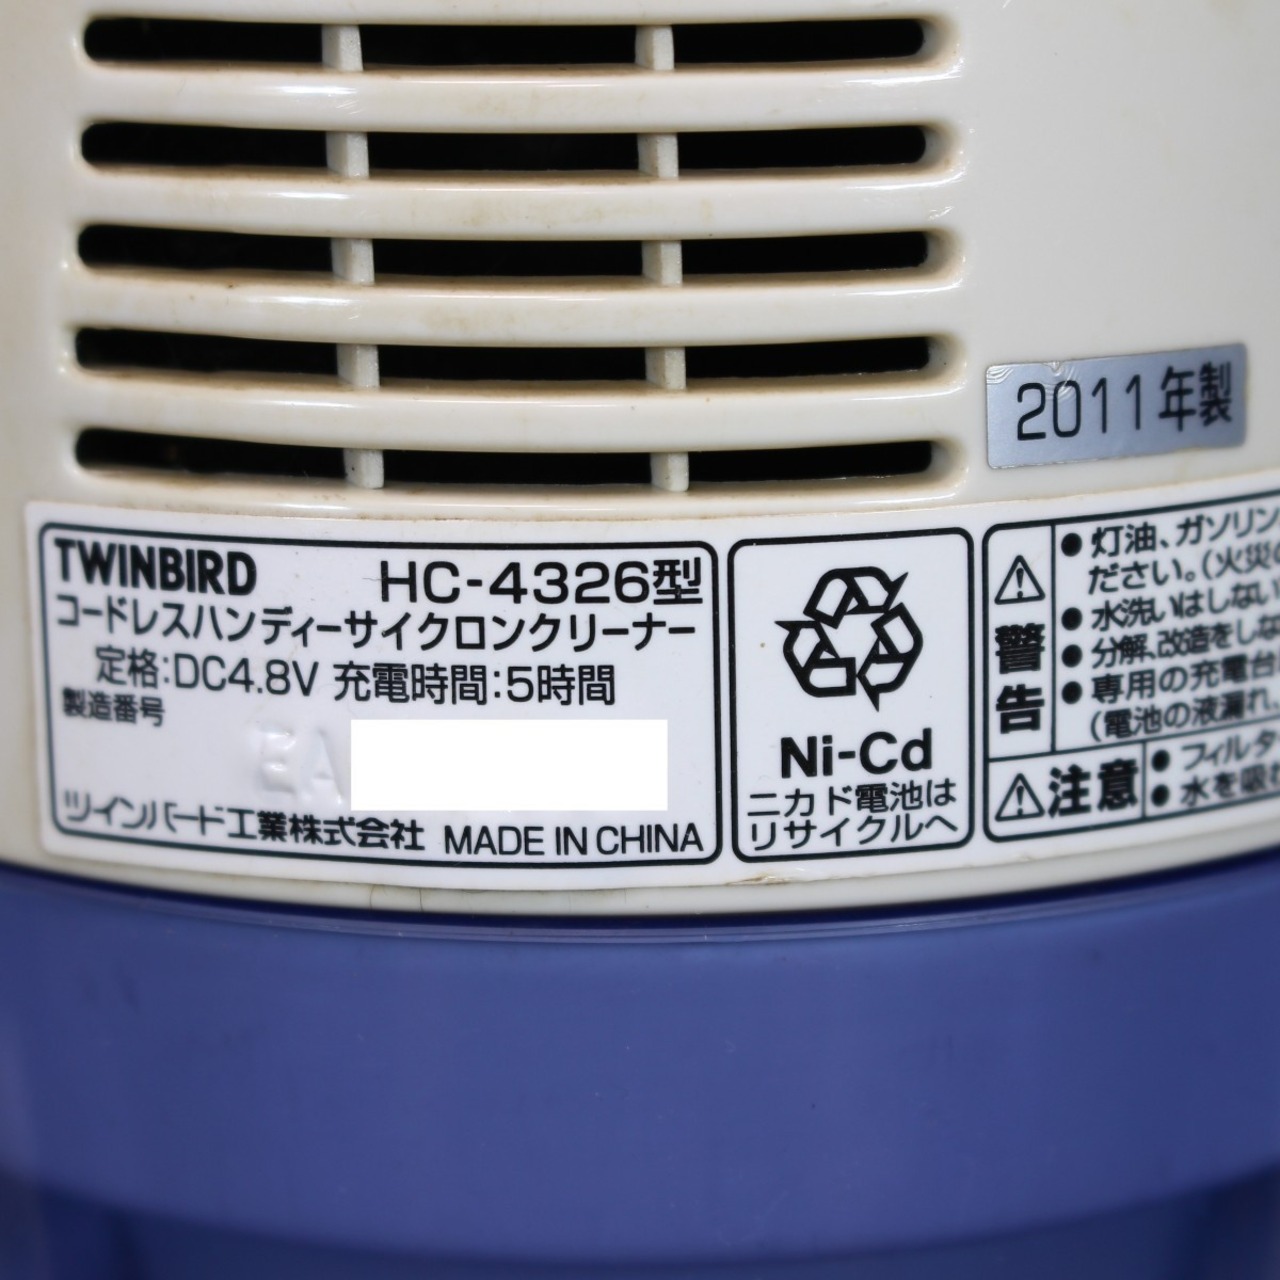 2011年製
TWINBIRD
HC-4326型
コードレスハンディーサイクロンクリーナー
定格:DC4.8V 充電時間:5時間
製造番号
EA
ツインバード工業株式会社 MADE IN CHINA
Ni-Cd
ニカド電池は
リサイクルへ
警告
●灯油、ガソリン
ださい。(火災
●水洗いはしない
●分解、改造をしな
●専用の充電台
(電池の液漏れ、
注意
●フィルタ
●水を吸